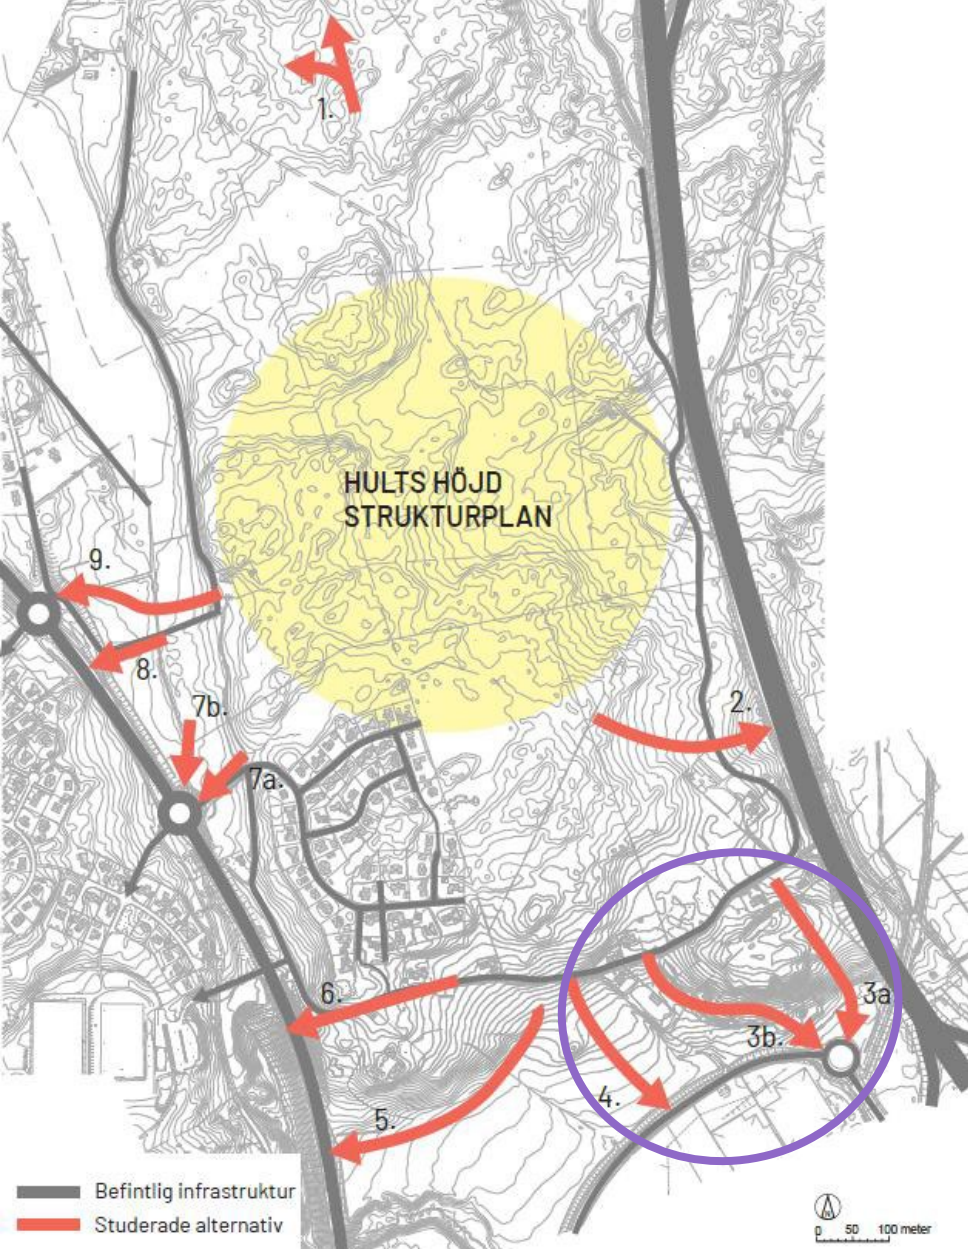 1.
HULTS HÖJD
STRUKTURPLAN
9.
8.
7b.
2.
7a.
6.
3a
3b.
4.
5.
Befintlig infrastruktur
Studerade alternativ
N
0 50 100 meter